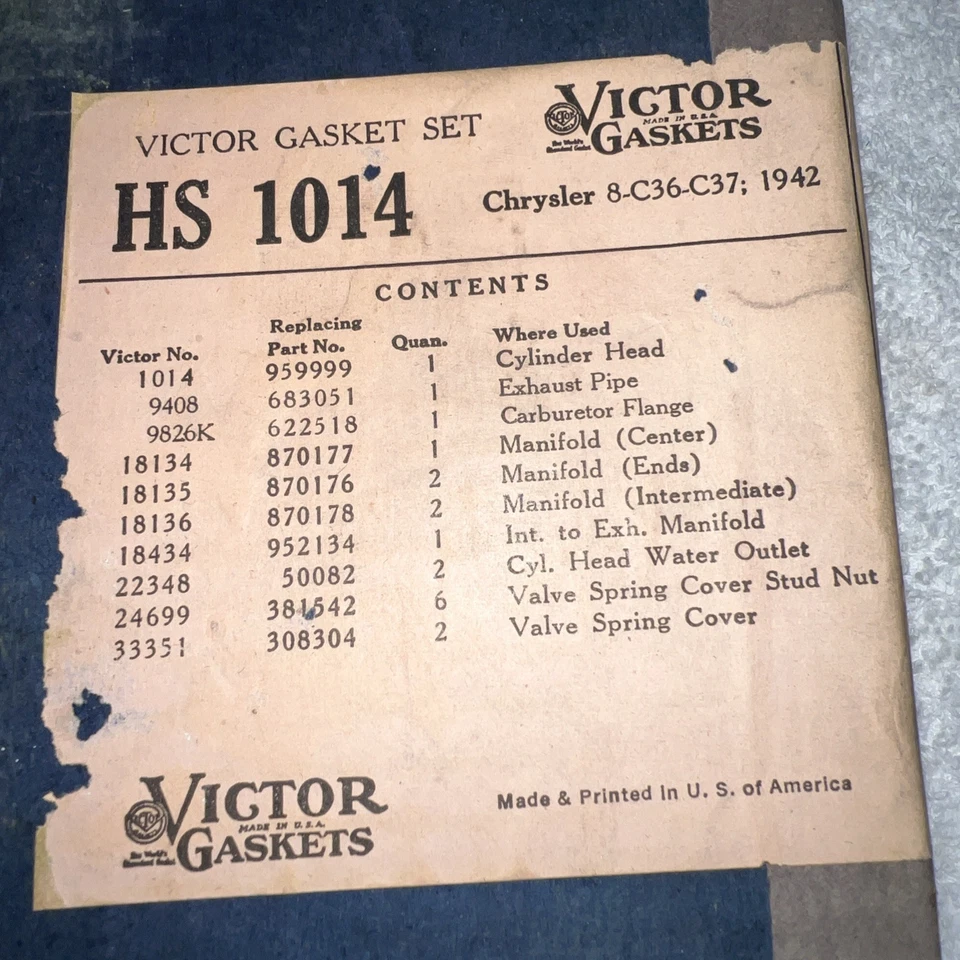 VICTOR GASKET SET
VICTOR
MADE IN U.S.A.
GASKETS
HS 1014
Chrysler 8-C36-C37; 1942
CONTENTS
Victor No. Replacing Part No. Quan. Where Used
1014 959999 1 Cylinder Head
9408 683051 1 Exhaust Pipe
9826K 622518 1 Carburetor Flange
18134 870177 1 Manifold (Center)
18135 870176 2 Manifold (Ends)
18136 870178 2 Manifold (Intermediate)
18434 952134 1 Int. to Exh. Manifold
22348 50082 2 Cyl. Head Water Outlet
24699 381542 6 Valve Spring Cover Stud Nut
33351 308304 2 Valve Spring Cover
VICTOR
MADE IN U.S.A.
GASKETS
Made & Printed in U. S. of America